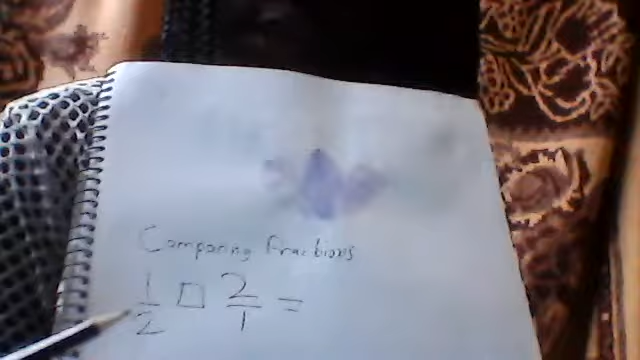 Comparing Fractions
1/2 □ 2/1 =